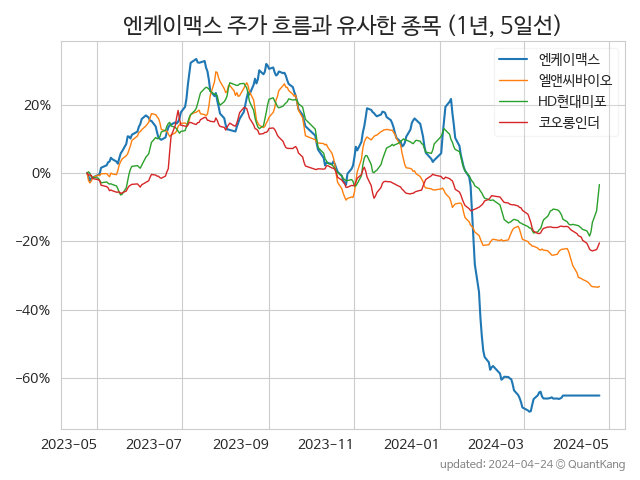 엔케이맥스 주가 흐름과 유사한 종목 (1년, 5일선)
엔케이맥스
엘앤씨바이오
HD현대미포
코오롱인더
20%
0%
−20%
−40%
−60%
2023-05
2023-07
2023-09
2023-11
2024-01
2024-03
2024-05
updated: 2024-04-24 © QuantKang